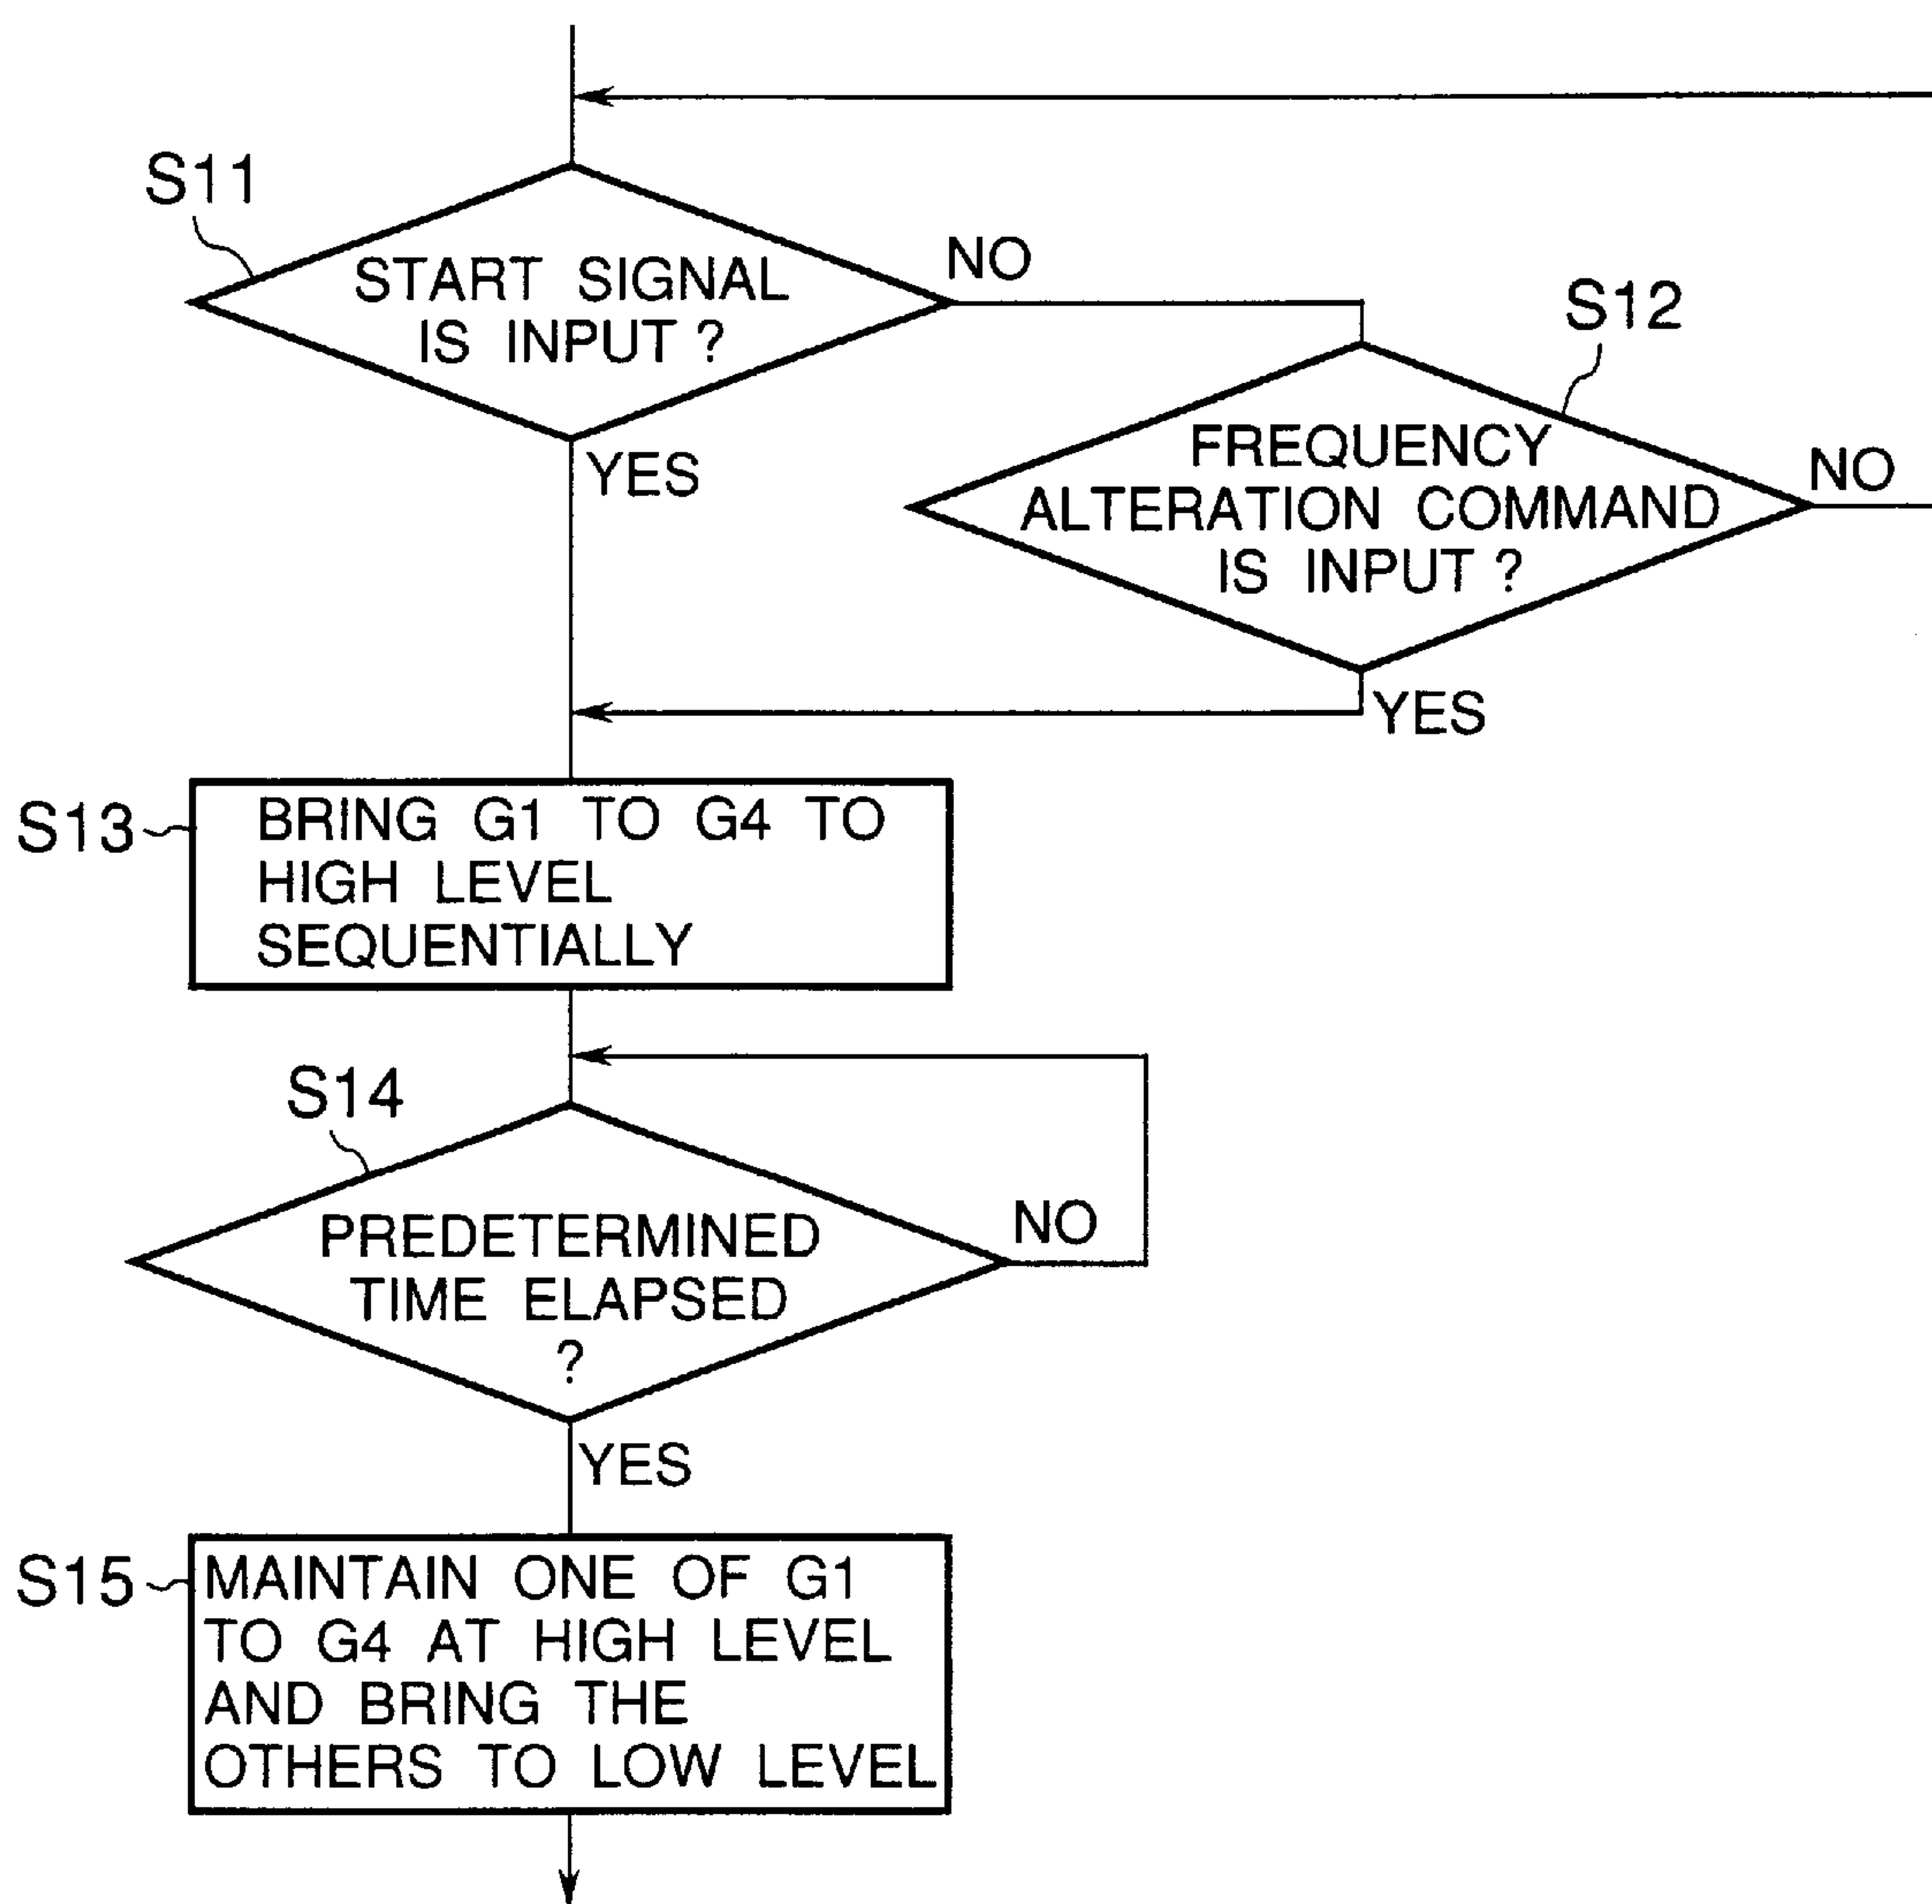 S11
START SIGNAL
IS INPUT ?
NO
YES
S12
FREQUENCY
ALTERATION COMMAND
IS INPUT ?
NO
YES
S13
BRING G1 TO G4 TO
HIGH LEVEL
SEQUENTIALLY
S14
PREDETERMINED
TIME ELAPSED
?
NO
YES
S15
MAINTAIN ONE OF G1
TO G4 AT HIGH LEVEL
AND BRING THE
OTHERS TO LOW LEVEL